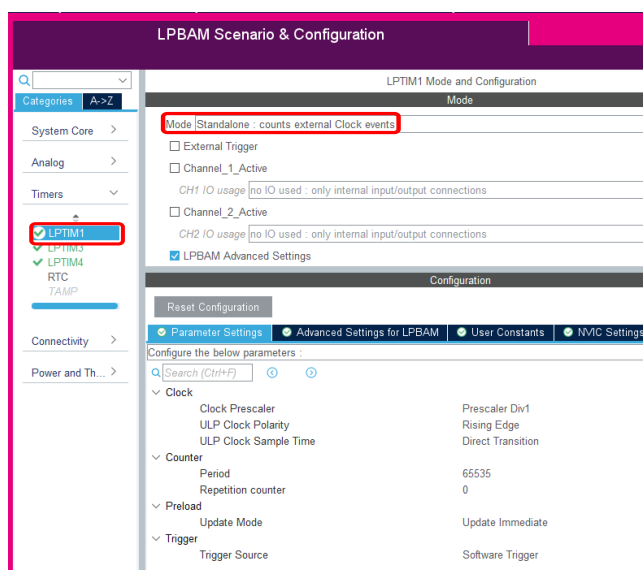 LPBAM Scenario & Configuration
LPTIM1 Mode and Configuration
Categories A->Z
Mode
System Core
Mode Standalone : counts external Clock events
External Trigger
Analog
Channel_1_Active
Timers
CH1 IO usage no IO used : only internal input/output connections
Channel_2_Active
LPTIM1
CH2 IO usage no IO used : only internal input/output connections
LPTIM3
LPBAM Advanced Settings
LPTIM4
RTC
Configuration
TAMP
Reset Configuration
Parameter Settings Advanced Settings for LPBAM User Constants NVIC Settings
Connectivity
Configure the below parameters :
Power and Th...
Search (Ctrl+F)
Clock
Clock Prescaler Prescaler Div1
ULP Clock Polarity Rising Edge
ULP Clock Sample Time Direct Transition
Counter
Period 65535
Repetition counter 0
Preload
Update Mode Update Immediate
Trigger
Trigger Source Software Trigger